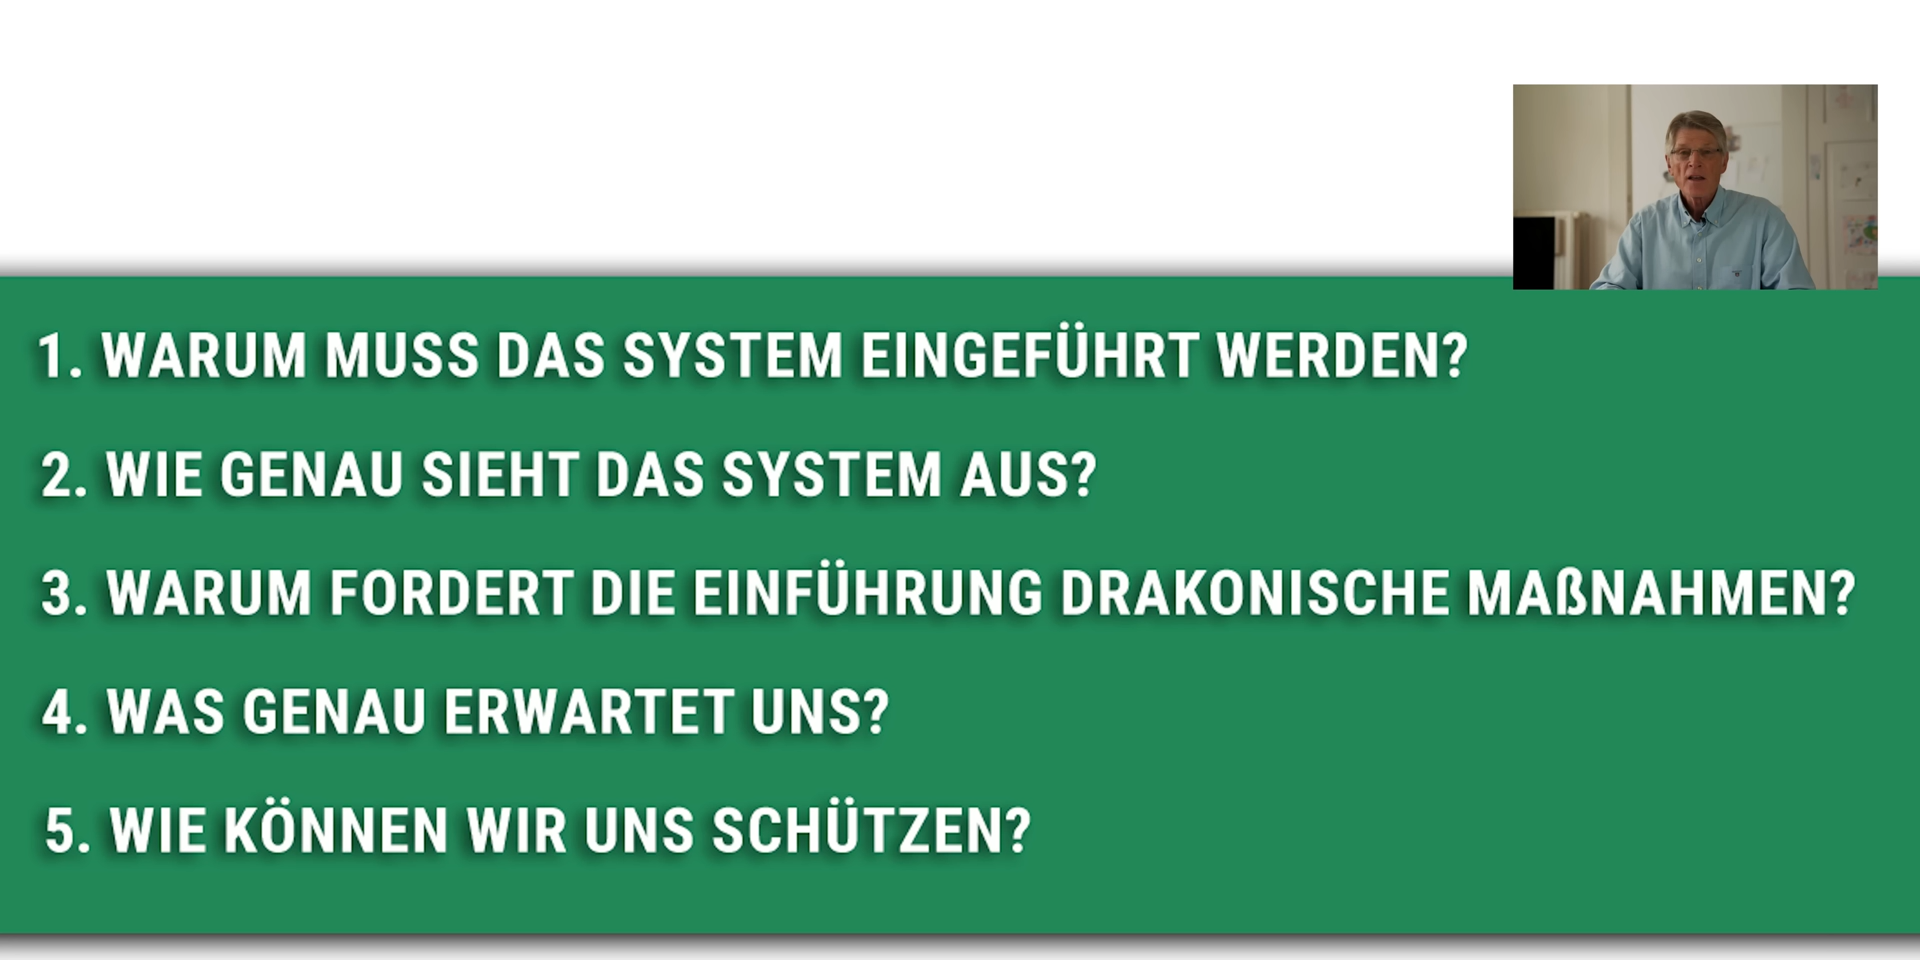 1. WARUM MUSS DAS SYSTEM EINGEFÜHRT WERDEN?
2. WIE GENAU SIEHT DAS SYSTEM AUS?
3. WARUM FORDERT DIE EINFÜHRUNG DRAKONISCHE MAßNAHMEN?
4. WAS GENAU ERWARTET UNS?
5. WIE KÖNNEN WIR UNS SCHÜTZEN?